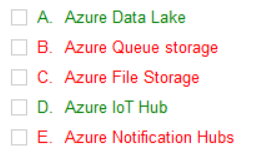 A. Azure Data Lake
B. Azure Queue storage
C. Azure File Storage
D. Azure IoT Hub
E. Azure Notification Hubs